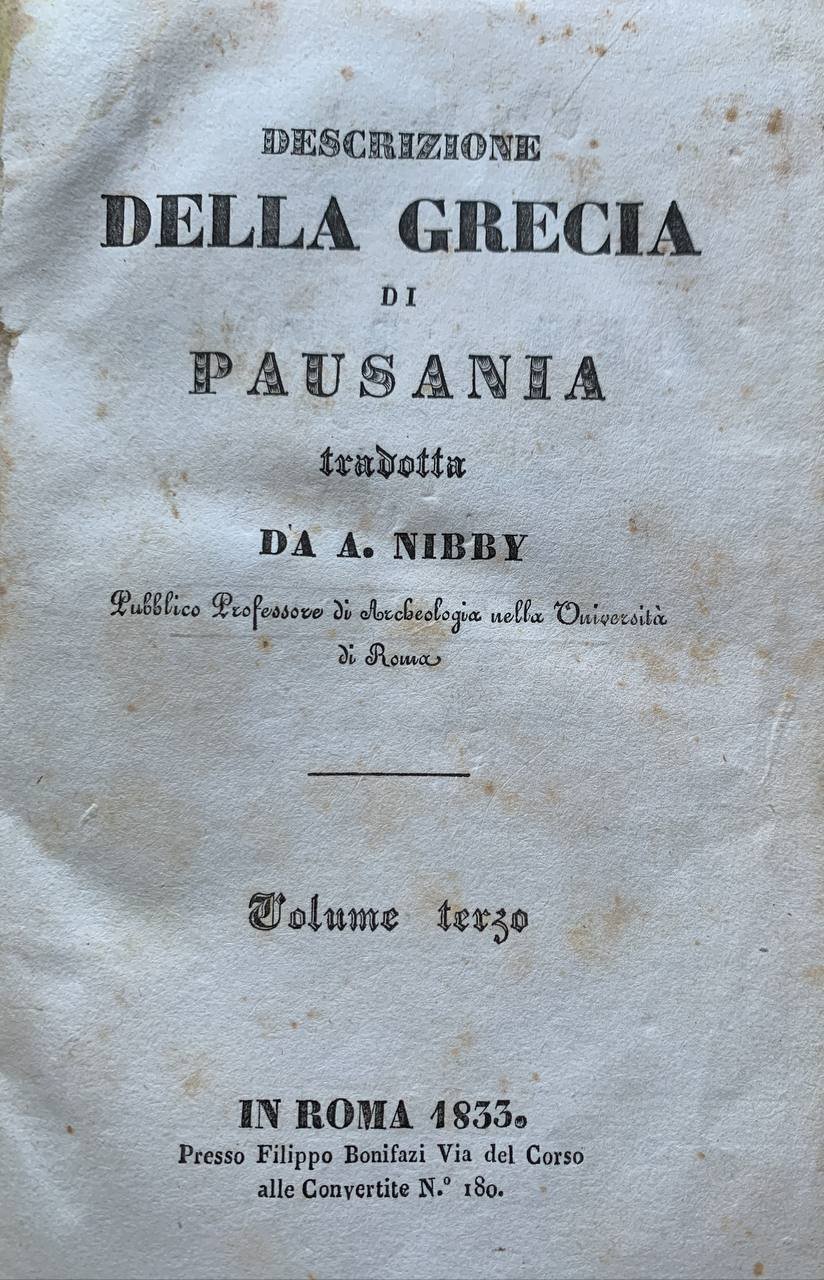 DESCRIZIONE
DELLA GRECIA
DI
PAUSANIA
tradotta
DA A. NIBBY
Pubblico Professore di Archeologia nella Università
di Roma
Volume terzo
IN ROMA 1833.
Presso Filippo Bonifazi Via del Corso
alle Convertite N.º 180.